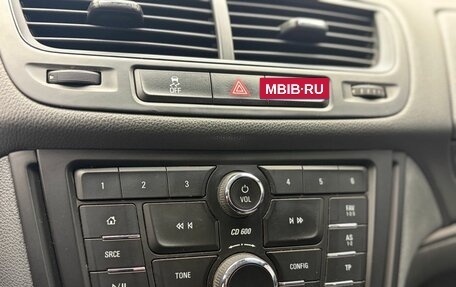 OFF
MBIB·RU
1 2 3 4 5 6
VOL
FAV
1·2·3
CD 600
AS
1-2
SRCE
TONE
CONFIG
TP